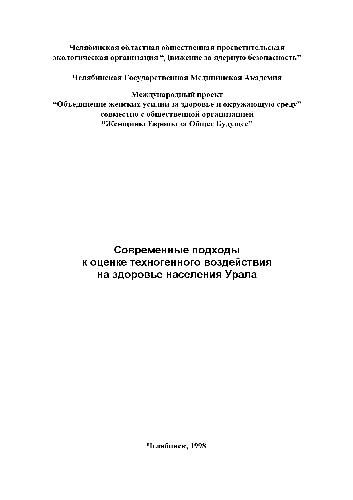 Челябинская областная общественная просветительская
экологическая организация “Движение за ядерную безопасность”
Челябинская Государственная Медицинская Академия
Международный проект
“Объединение женских усилий за здоровье и окружающую среду”
совместно с общественной организацией
“Женщины Европы за Общее Будущее”
Современные подходы
к оценке техногенного воздействия
на здоровье населения Урала
Челябинск, 1998